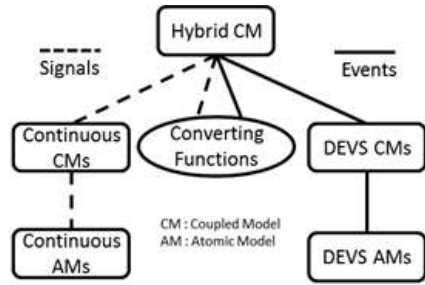 Hybrid CM
Signals
Events
Continuous
CMs
Converting
Functions
DEVS CMs
CM : Coupled Model
AM : Atomic Model
Continuous
AMs
DEVS AMs